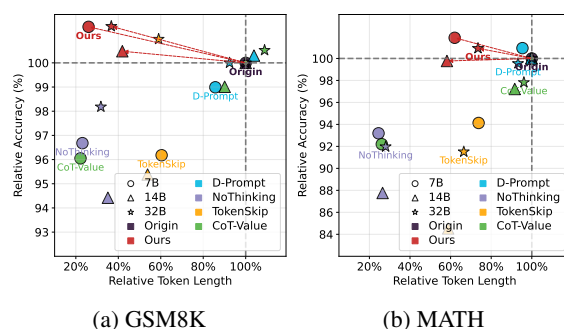 Ours
Origin
D-Prompt
NoThinking
CoT-Value
TokenSkip
7B
14B
32B
Origin
Ours
D-Prompt
NoThinking
TokenSkip
CoT-Value
100
99
98
97
96
95
94
93
20%
40%
60%
80%
100%
Relative Accuracy (%)
Relative Token Length
(a) GSM8K
Ours
Origin
D-Prompt
CoT-Value
NoThinking
TokenSkip
7B
14B
32B
Origin
Ours
D-Prompt
NoThinking
TokenSkip
CoT-Value
100
98
96
94
92
90
88
86
84
20%
40%
60%
80%
100%
Relative Accuracy (%)
Relative Token Length
(b) MATH